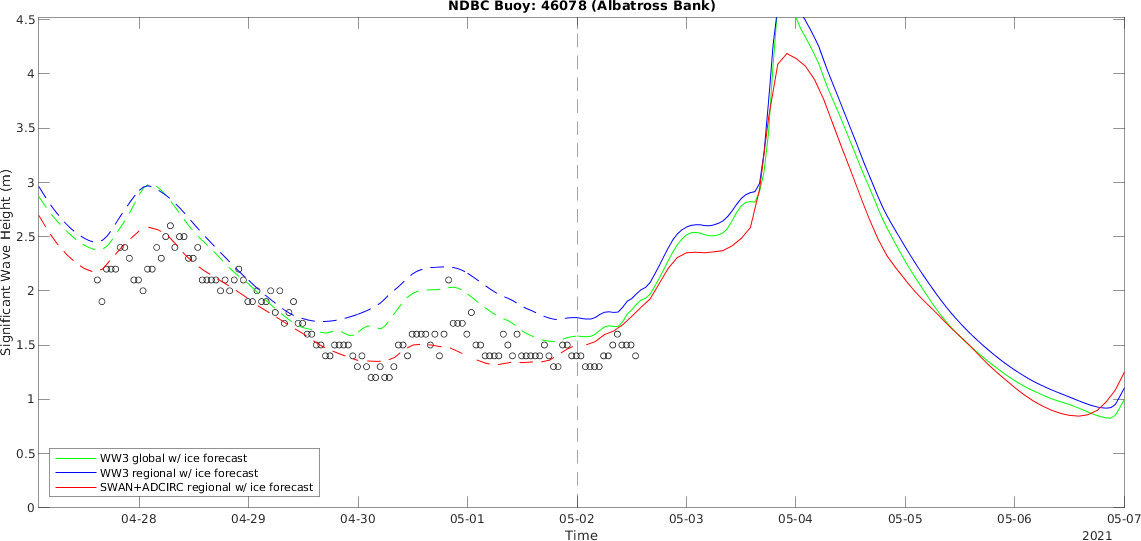 NDBC Buoy: 46078 (Albatross Bank)
Significant Wave Height (m)
4.5
4
3.5
3
2.5
2
1.5
1
0.5
0
WW3 global w/ ice forecast
WW3 regional w/ ice forecast
SWAN+ADCIRC regional w/ ice forecast
04-28 04-29 04-30 05-01 05-02 05-03 05-04 05-05 05-06 05-07
Time
2021